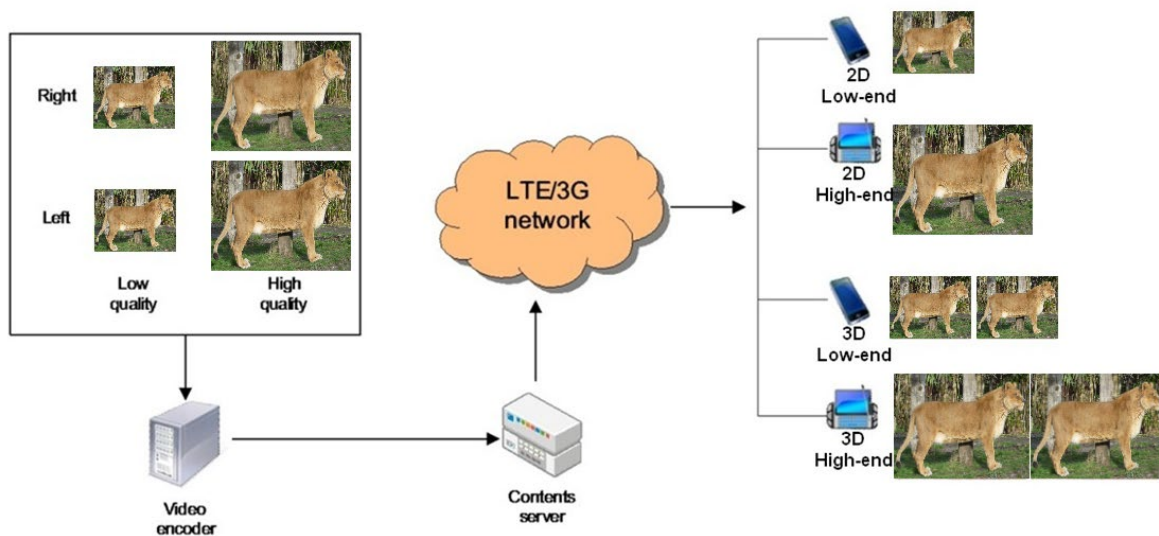 Right
Left
Low
quality
High
quality
Video
encoder
Contents
server
LTE/3G
network
2D
Low-end
2D
High-end
3D
Low-end
3D
High-end